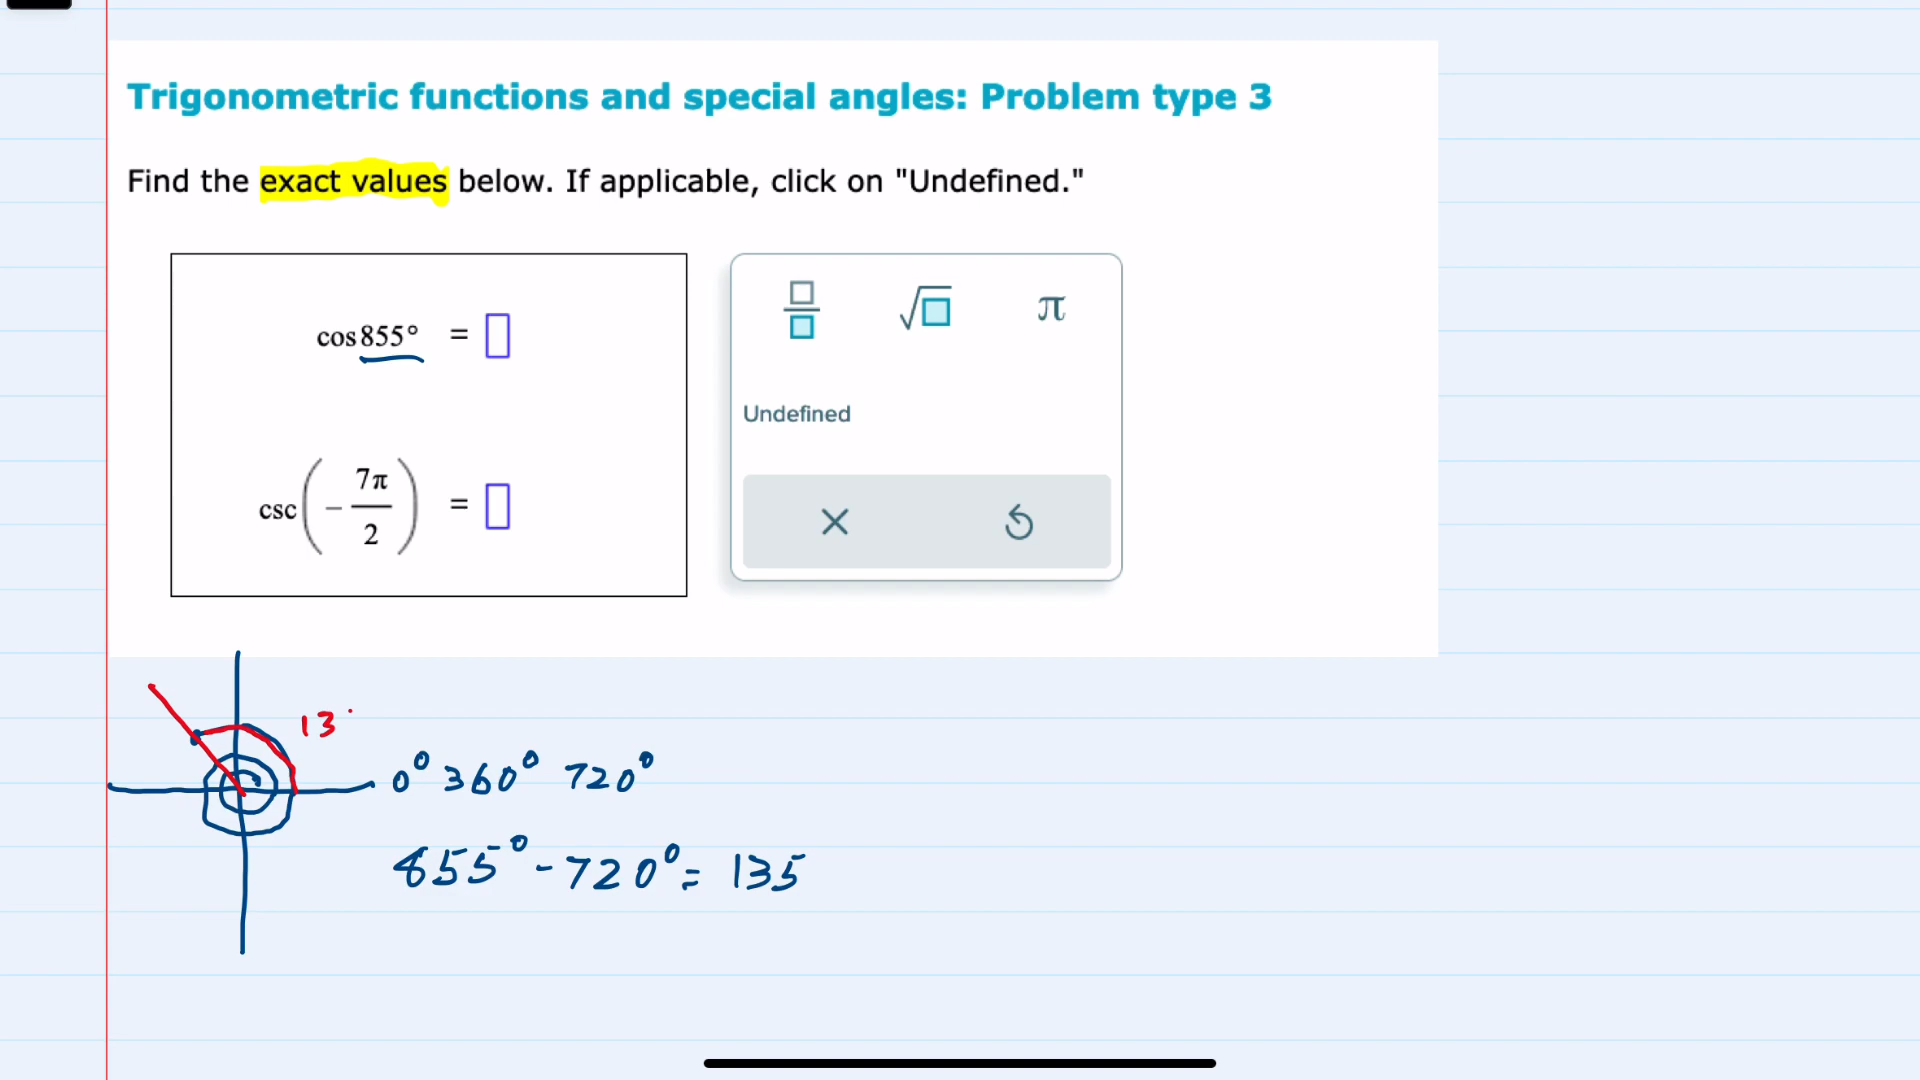 Trigonometric functions and special angles: Problem type 3
Find the exact values below. If applicable, click on "Undefined."
cos 855° = 
csc(-7π/2) = 
√ π
Undefined
13
0° 360° 720°
855° - 720° = 135